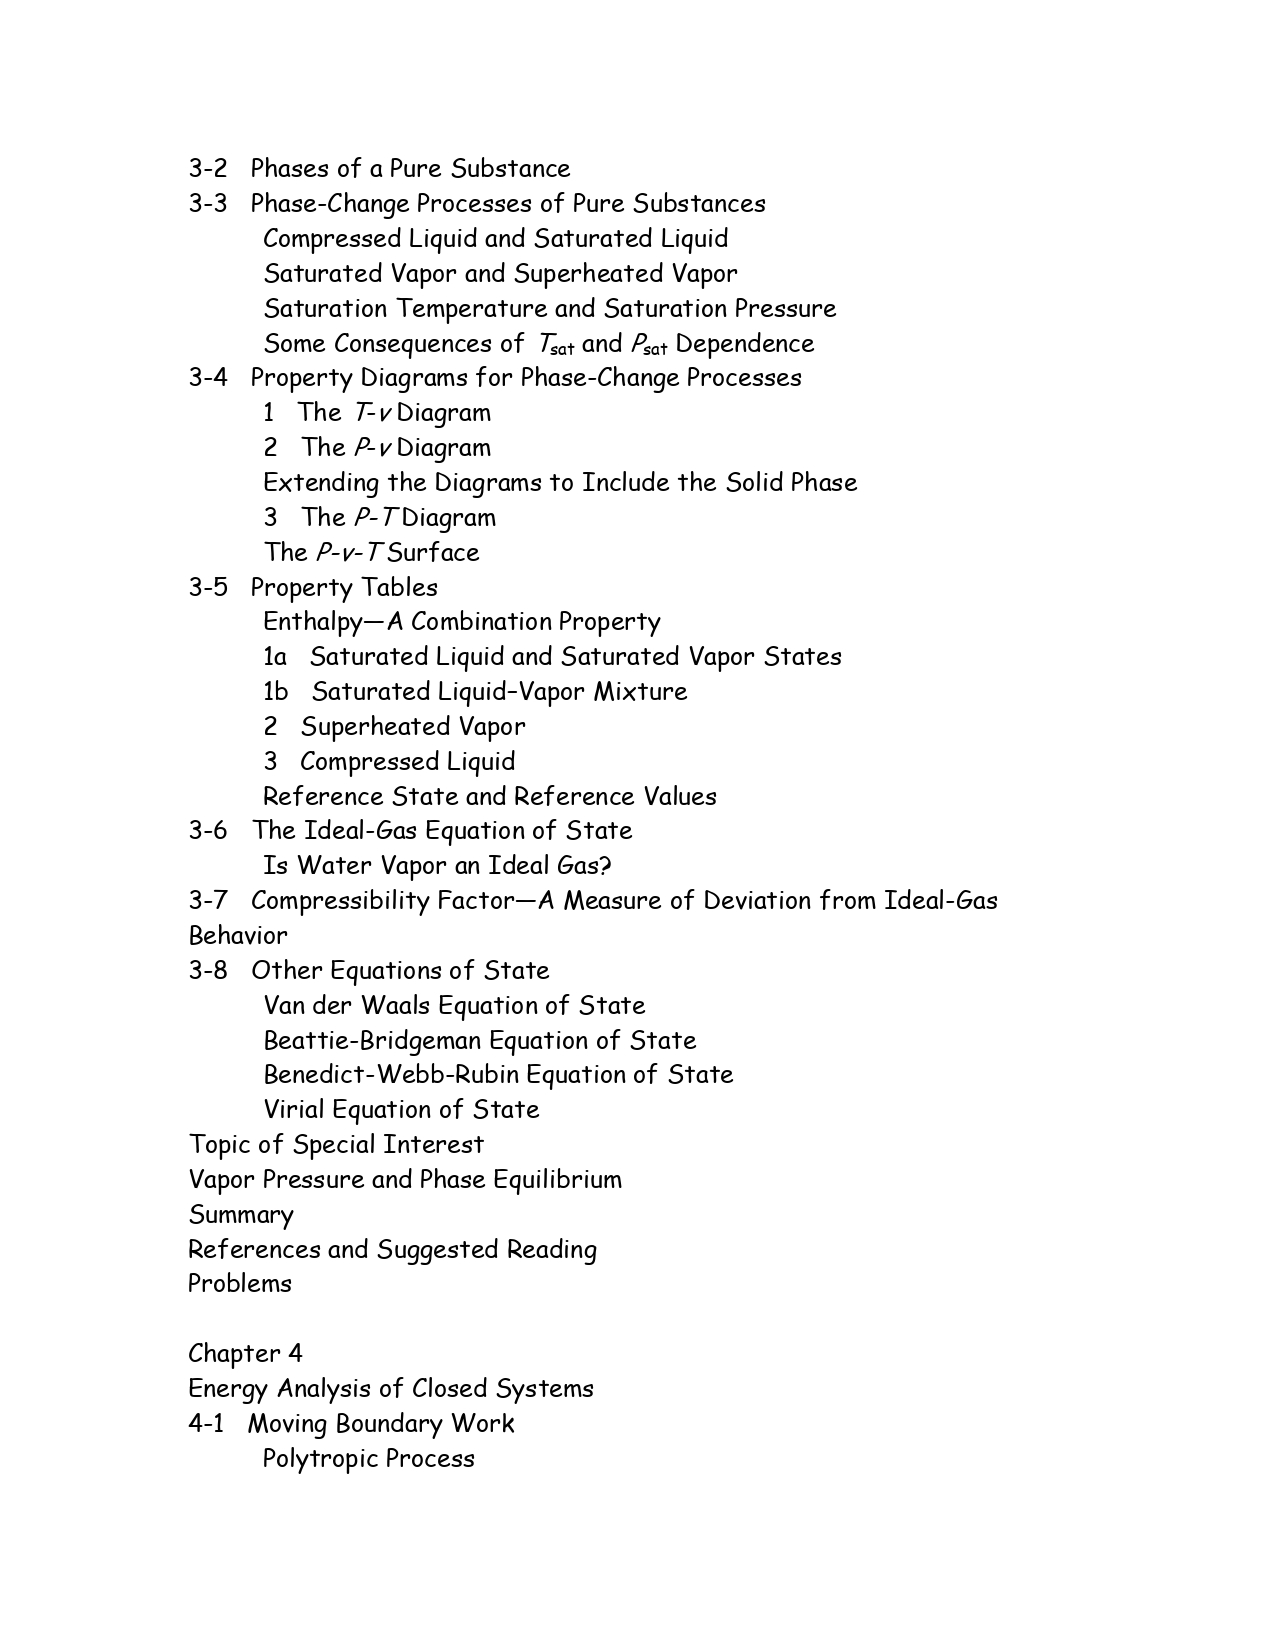 3-2 Phases of a Pure Substance
3-3 Phase-Change Processes of Pure Substances
Compressed Liquid and Saturated Liquid
Saturated Vapor and Superheated Vapor
Saturation Temperature and Saturation Pressure
Some Consequences of Tsat and Psat Dependence
3-4 Property Diagrams for Phase-Change Processes
1 The T-v Diagram
2 The P-v Diagram
Extending the Diagrams to Include the Solid Phase
3 The P-T Diagram
The P-v-T Surface
3-5 Property Tables
Enthalpy—A Combination Property
1a Saturated Liquid and Saturated Vapor States
1b Saturated Liquid–Vapor Mixture
2 Superheated Vapor
3 Compressed Liquid
Reference State and Reference Values
3-6 The Ideal-Gas Equation of State
Is Water Vapor an Ideal Gas?
3-7 Compressibility Factor—A Measure of Deviation from Ideal-Gas
Behavior
3-8 Other Equations of State
Van der Waals Equation of State
Beattie-Bridgeman Equation of State
Benedict-Webb-Rubin Equation of State
Virial Equation of State
Topic of Special Interest
Vapor Pressure and Phase Equilibrium
Summary
References and Suggested Reading
Problems
Chapter 4
Energy Analysis of Closed Systems
4-1 Moving Boundary Work
Polytropic Process